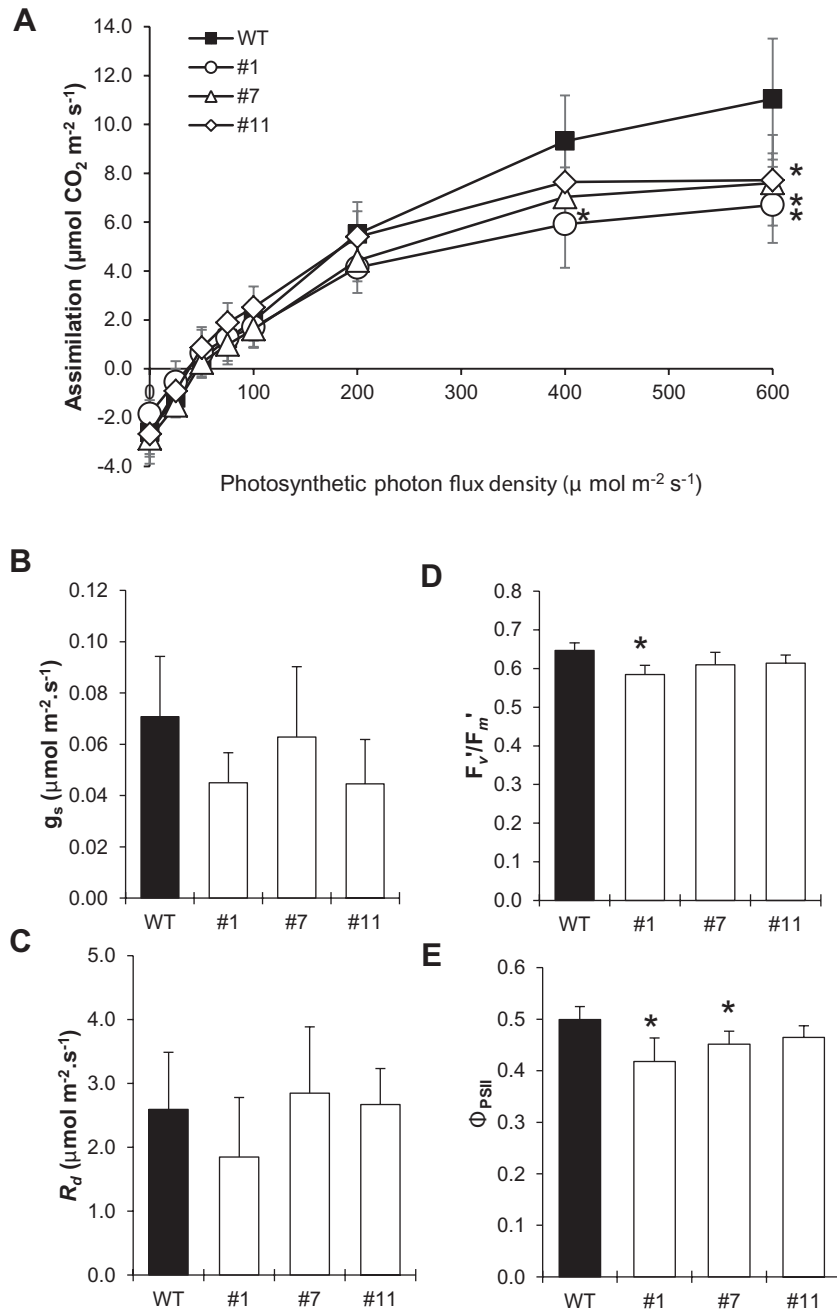 A
14.0
12.0
10.0
8.0
6.0
4.0
2.0
0.0
-2.0
-4.0
Assimilation (μmol CO₂ m⁻² s⁻¹)
WT
#1
#7
#11
*
*
*
*
0 100 200 300 400 500 600
Photosynthetic photon flux density (μ mol m⁻² s⁻¹)
B
0.12
0.10
0.08
0.06
0.04
0.02
0.00
gₛ (μmol m⁻².s⁻¹)
WT #1 #7 #11
D
0.8
0.7
0.6
0.5
0.4
0.3
0.2
0.1
0.0
Fᵥ'/Fₘ'
*
WT #1 #7 #11
C
5.0
4.0
3.0
2.0
1.0
0.0
R_d (μmol m⁻².s⁻¹)
WT #1 #7 #11
E
0.6
0.5
0.4
0.3
0.2
0.1
0.0
Φ_PSII
* *
WT #1 #7 #11